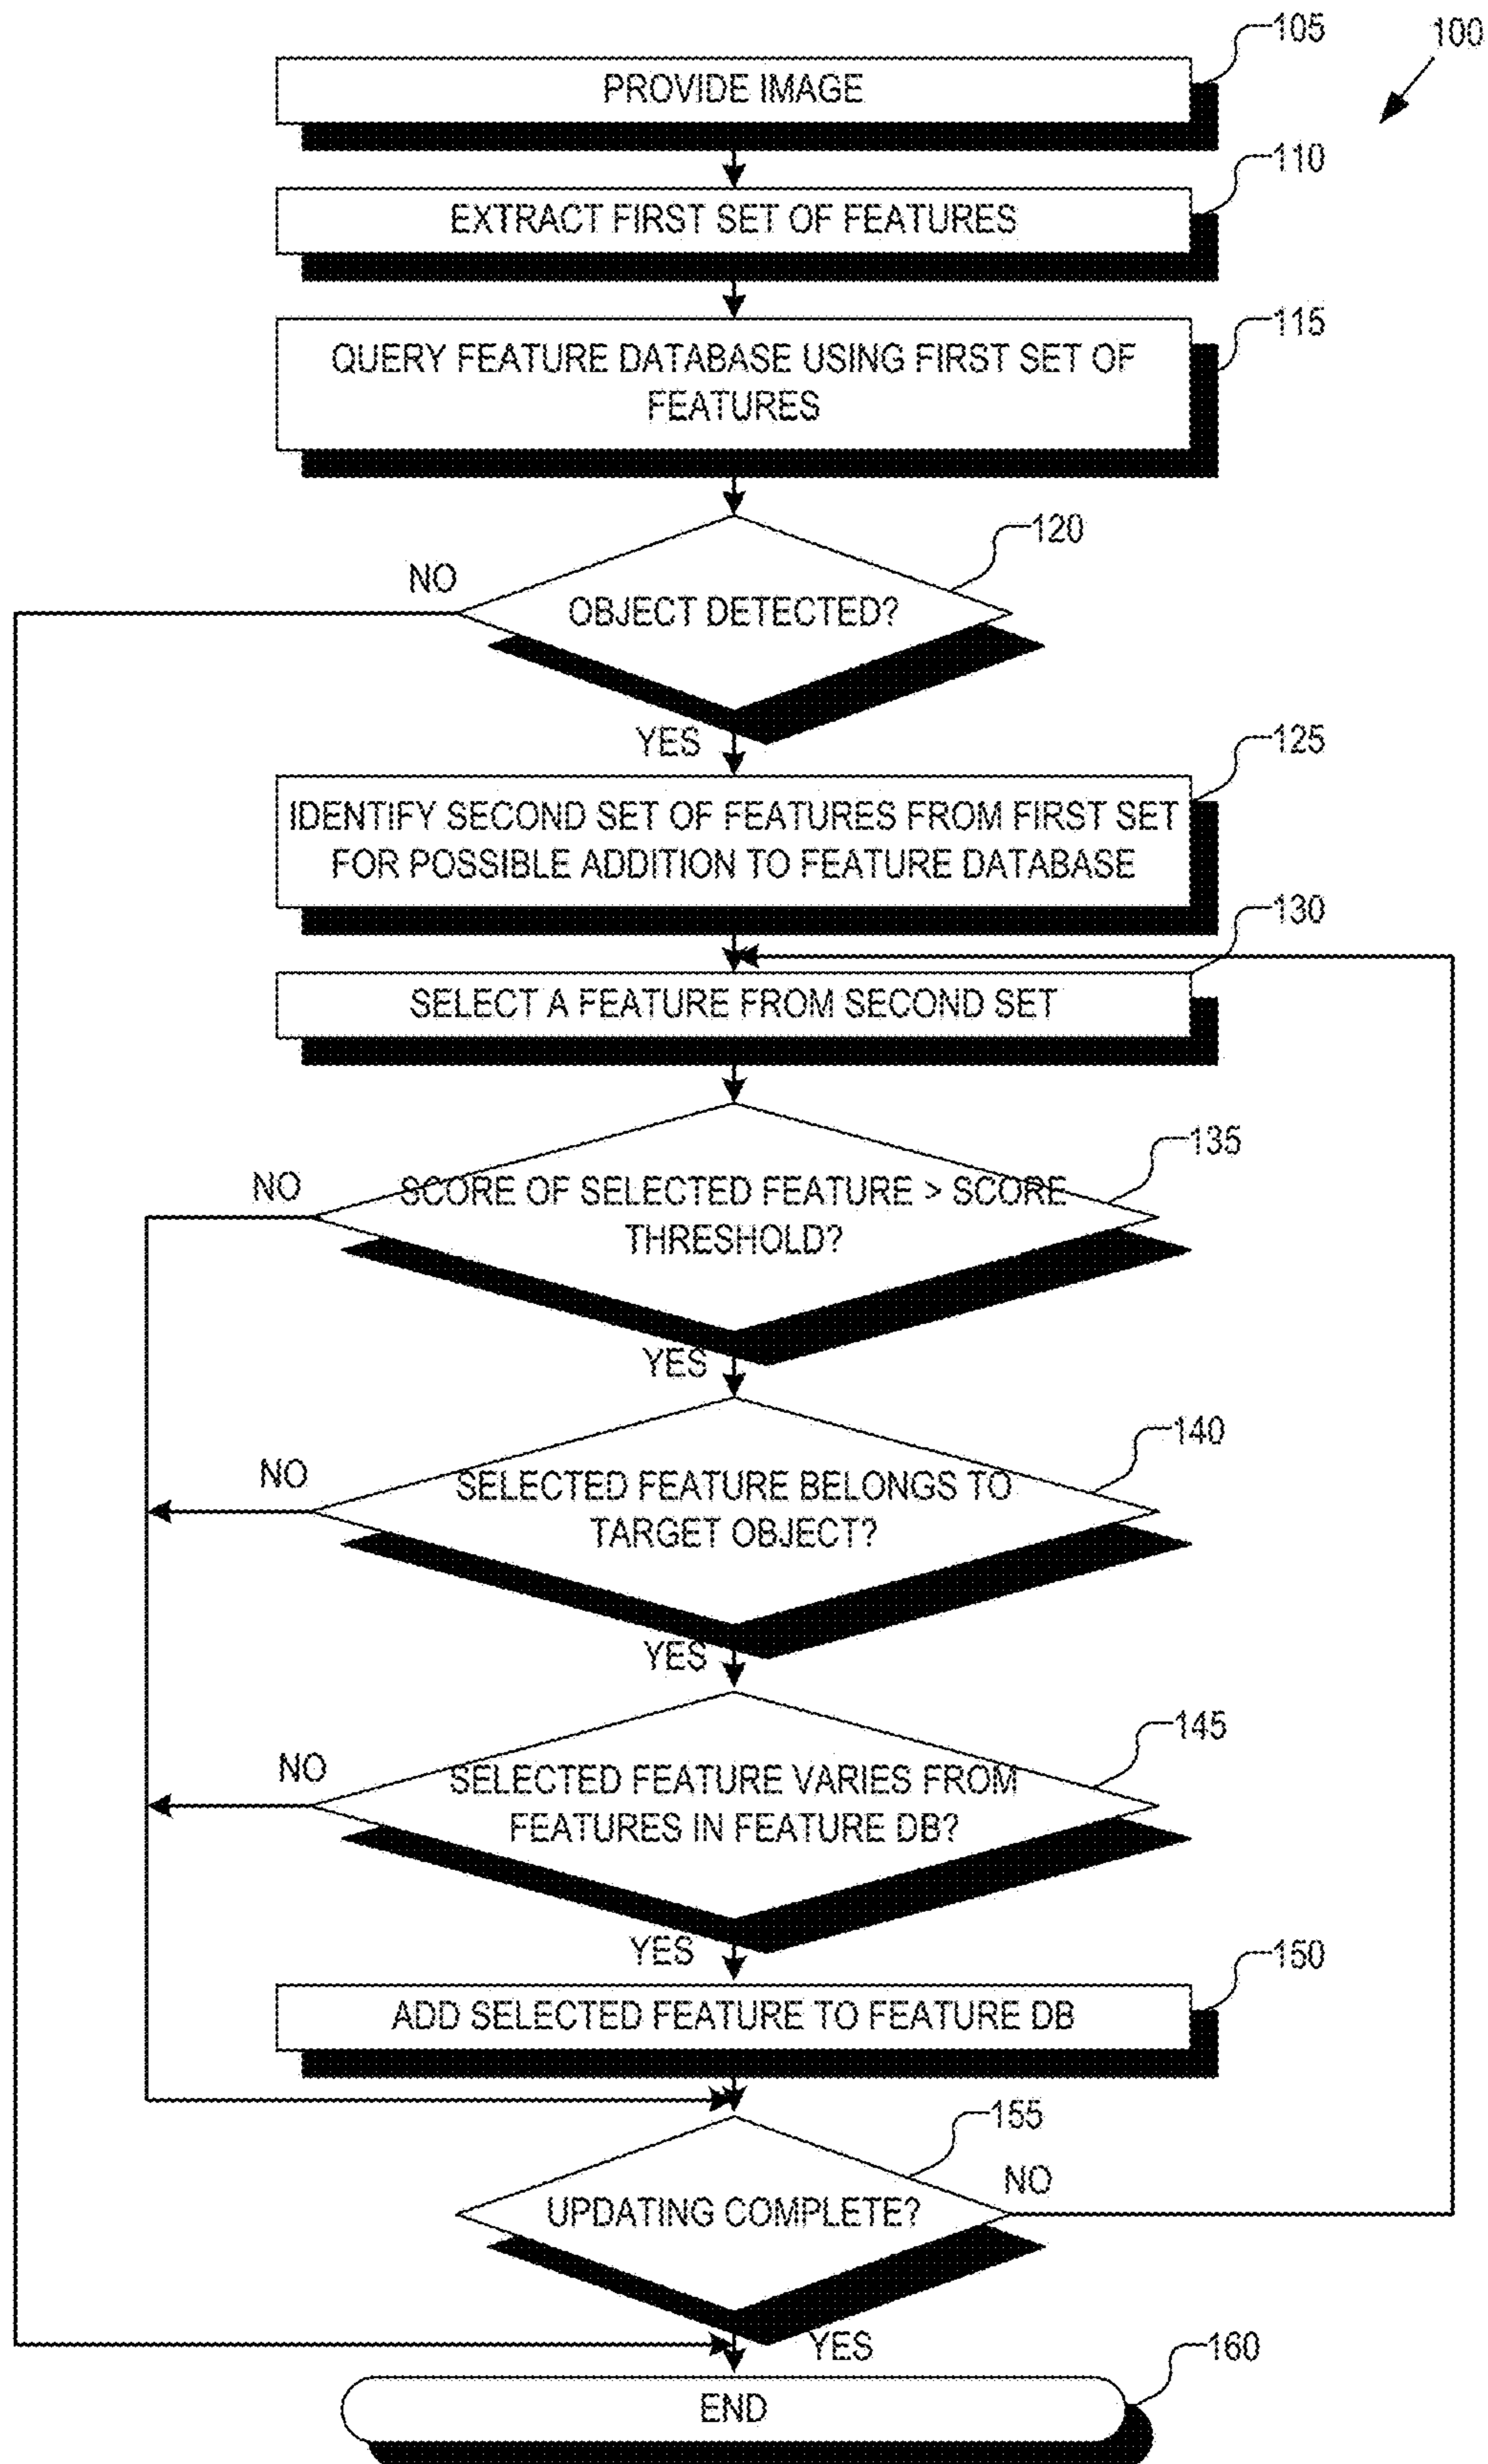 105
100
PROVIDE IMAGE
110
EXTRACT FIRST SET OF FEATURES
115
QUERY FEATURE DATABASE USING FIRST SET OF
FEATURES
120
NO
OBJECT DETECTED?
YES
125
IDENTIFY SECOND SET OF FEATURES FROM FIRST SET
FOR POSSIBLE ADDITION TO FEATURE DATABASE
130
SELECT A FEATURE FROM SECOND SET
135
NO
SCORE OF SELECTED FEATURE > SCORE
THRESHOLD?
YES
140
NO
SELECTED FEATURE BELONGS TO
TARGET OBJECT?
YES
145
NO
SELECTED FEATURE VARIES FROM
FEATURES IN FEATURE DB?
YES
150
ADD SELECTED FEATURE TO FEATURE DB
155
NO
UPDATING COMPLETE?
YES
160
END